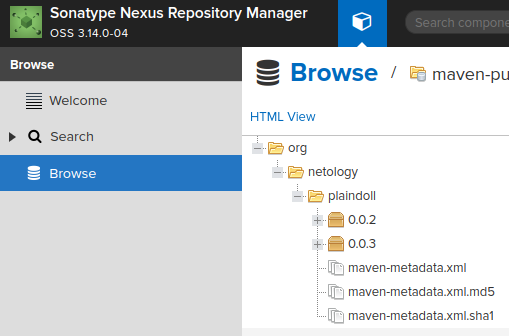 Sonatype Nexus Repository Manager
OSS 3.14.0-04
Search compone
Browse
Welcome
Search
Browse
Browse / maven-pu
HTML View
org
netology
plaindoll
0.0.2
0.0.3
maven-metadata.xml
maven-metadata.xml.md5
maven-metadata.xml.sha1